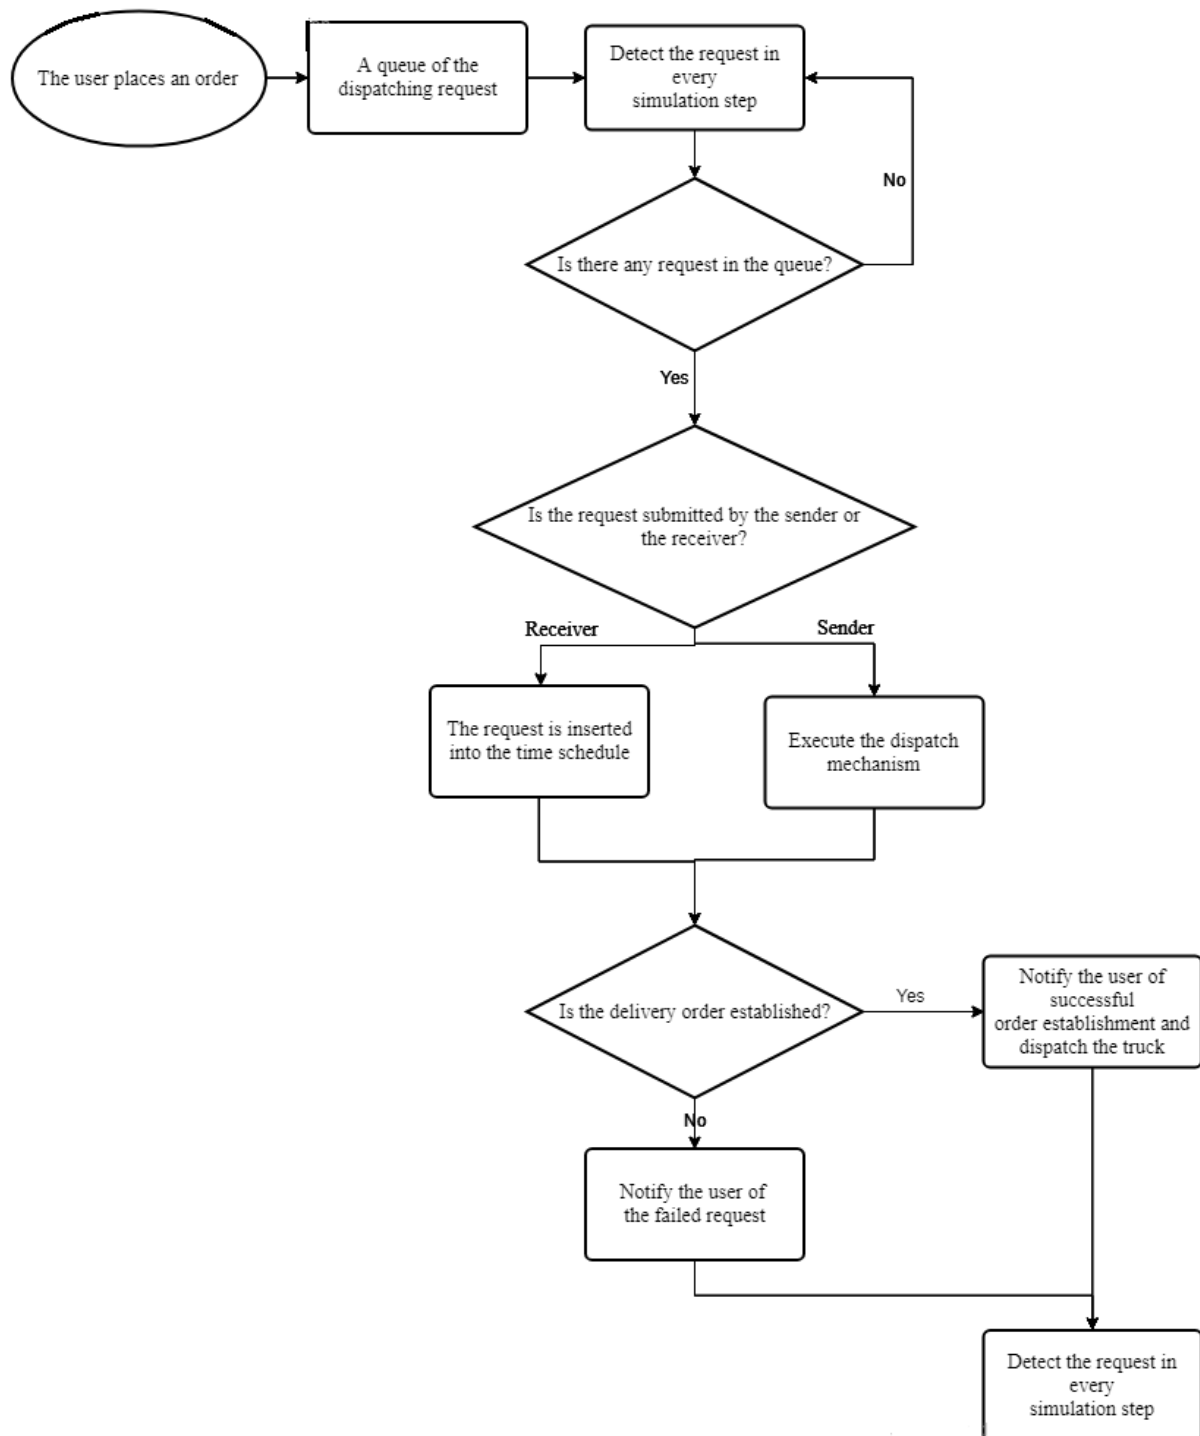 The user places an order
A queue of the
dispatching request
Detect the request in
every
simulation step
No
Is there any request in the queue?
Yes
Is the request submitted by the sender or
the receiver?
Receiver
Sender
The request is inserted
into the time schedule
Execute the dispatch
mechanism
Is the delivery order established?
Yes
Notify the user of
successful
order establishment and
dispatch the truck
No
Notify the user of
the failed request
Detect the request in
every
simulation step